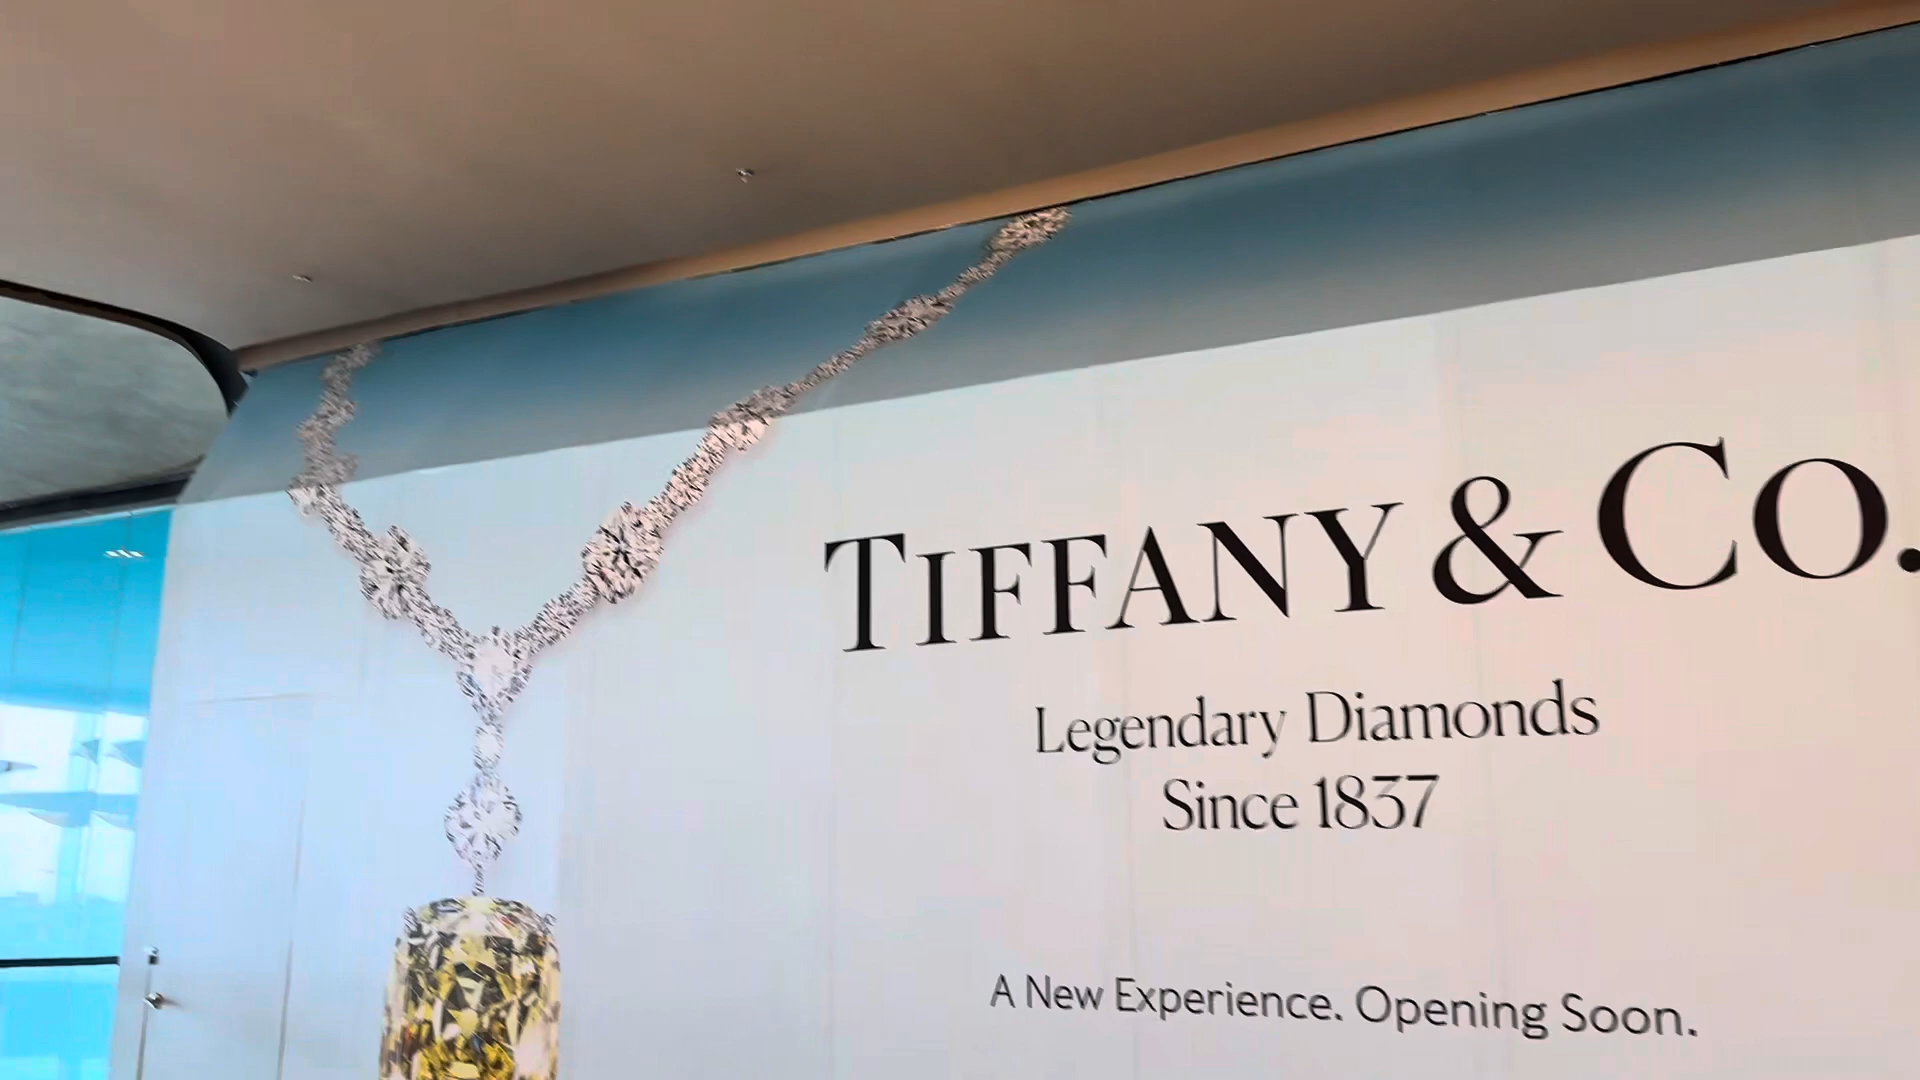 TIFFANY & CO.
Legendary Diamonds
Since 1837
A New Experience. Opening Soon.